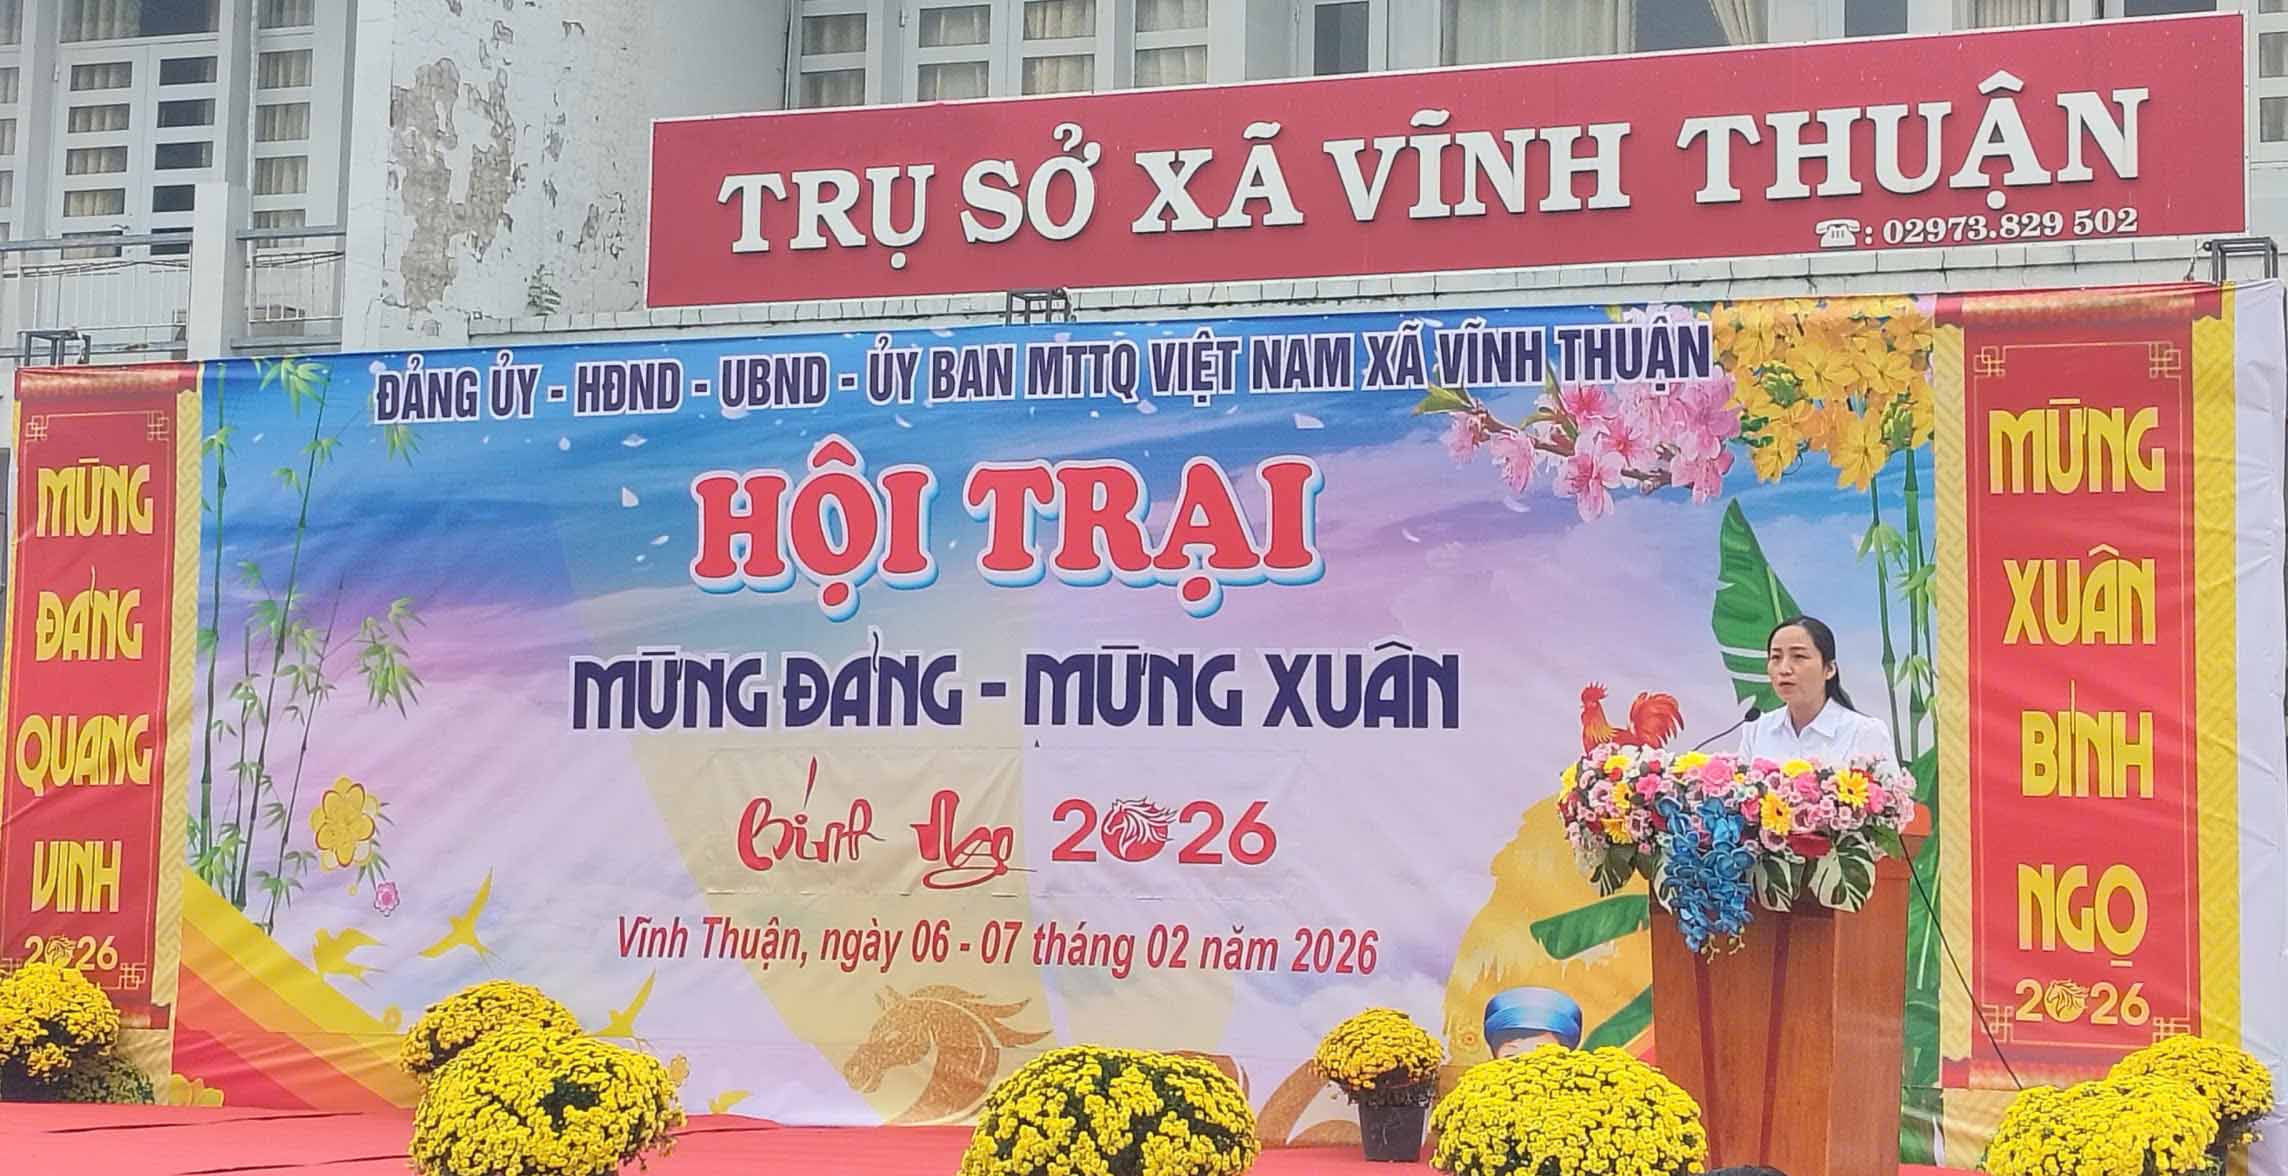 TRỤ SỞ XÃ VĨNH THUẬN
☎: 02973.829 502
ĐẢNG ỦY - HĐND - UBND - ỦY BAN MTTQ VIỆT NAM XÃ VĨNH THUẬN
HỘI TRẠI
MỪNG ĐẢNG - MỪNG XUÂN
Bính Ngọ 2026
Vĩnh Thuận, ngày 06 - 07 tháng 02 năm 2026
MỪNG
ĐẢNG
QUANG
VINH
2026
MỪNG
XUÂN
BÍNH
NGỌ
2026